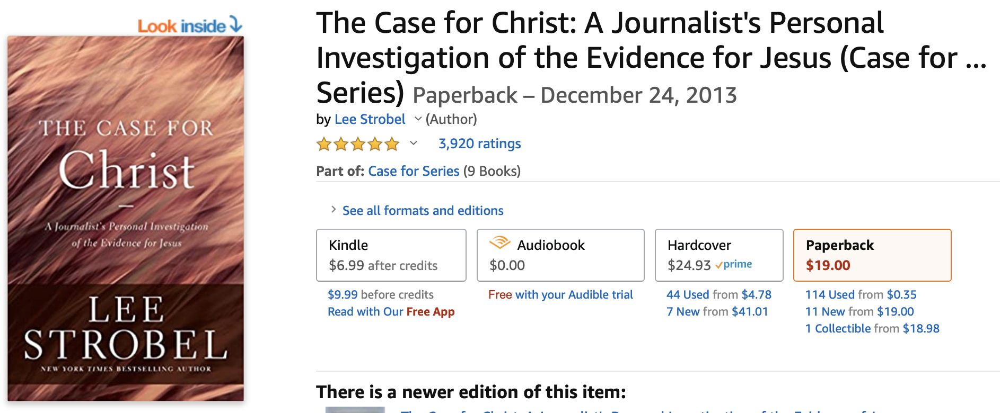 Look inside
THE CASE FOR
Christ
A Journalist's Personal Investigation
of the Evidence for Jesus
LEE
STROBEL
NEW YORK TIMES BESTSELLING AUTHOR
The Case for Christ: A Journalist's Personal
Investigation of the Evidence for Jesus (Case for ...
Series) Paperback – December 24, 2013
by Lee Strobel (Author)
3,920 ratings
Part of: Case for Series (9 Books)
See all formats and editions
Kindle
$6.99 after credits
$9.99 before credits
Read with Our Free App
Audiobook
$0.00
Free with your Audible trial
Hardcover
$24.93 prime
44 Used from $4.78
7 New from $41.01
Paperback
$19.00
114 Used from $0.35
11 New from $19.00
1 Collectible from $18.98
There is a newer edition of this item: